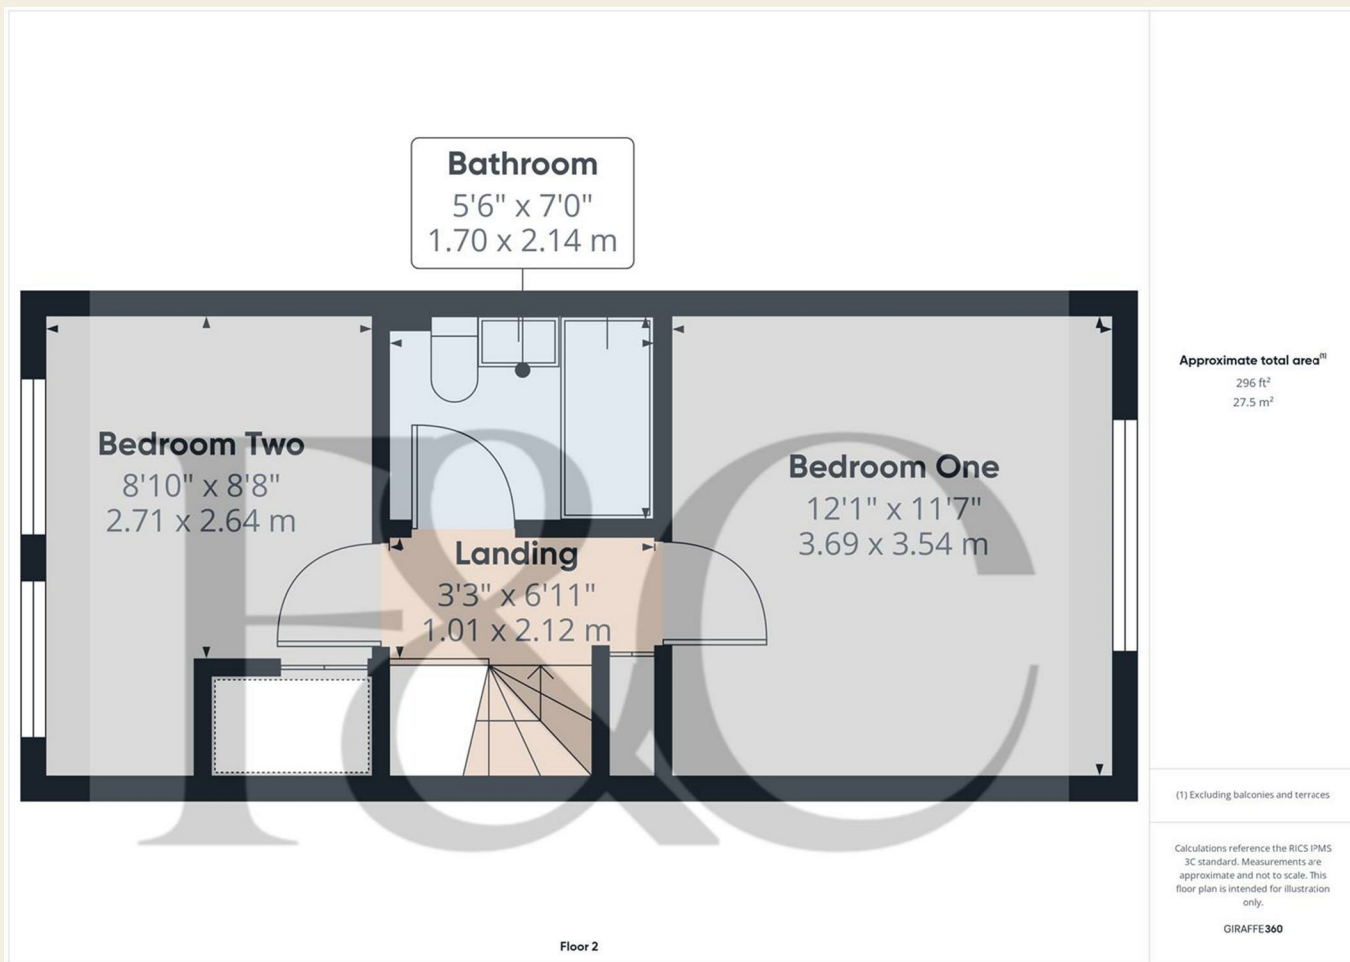 Bathroom
5'6" x 7'0"
1.70 x 2.14 m
Bedroom Two
8'10" x 8'8"
2.71 x 2.64 m
Landing
3'3" x 6'11"
1.01 x 2.12 m
Bedroom One
12'1" x 11'7"
3.69 x 3.54 m
F&C
Floor 2
Approximate total area(1)
296 ft²
27.5 m²
(1) Excluding balconies and terraces
Calculations reference the RICS IPMS
3C standard. Measurements are
approximate and not to scale. This
floor plan is intended for illustration
only.
GIRAFFE360